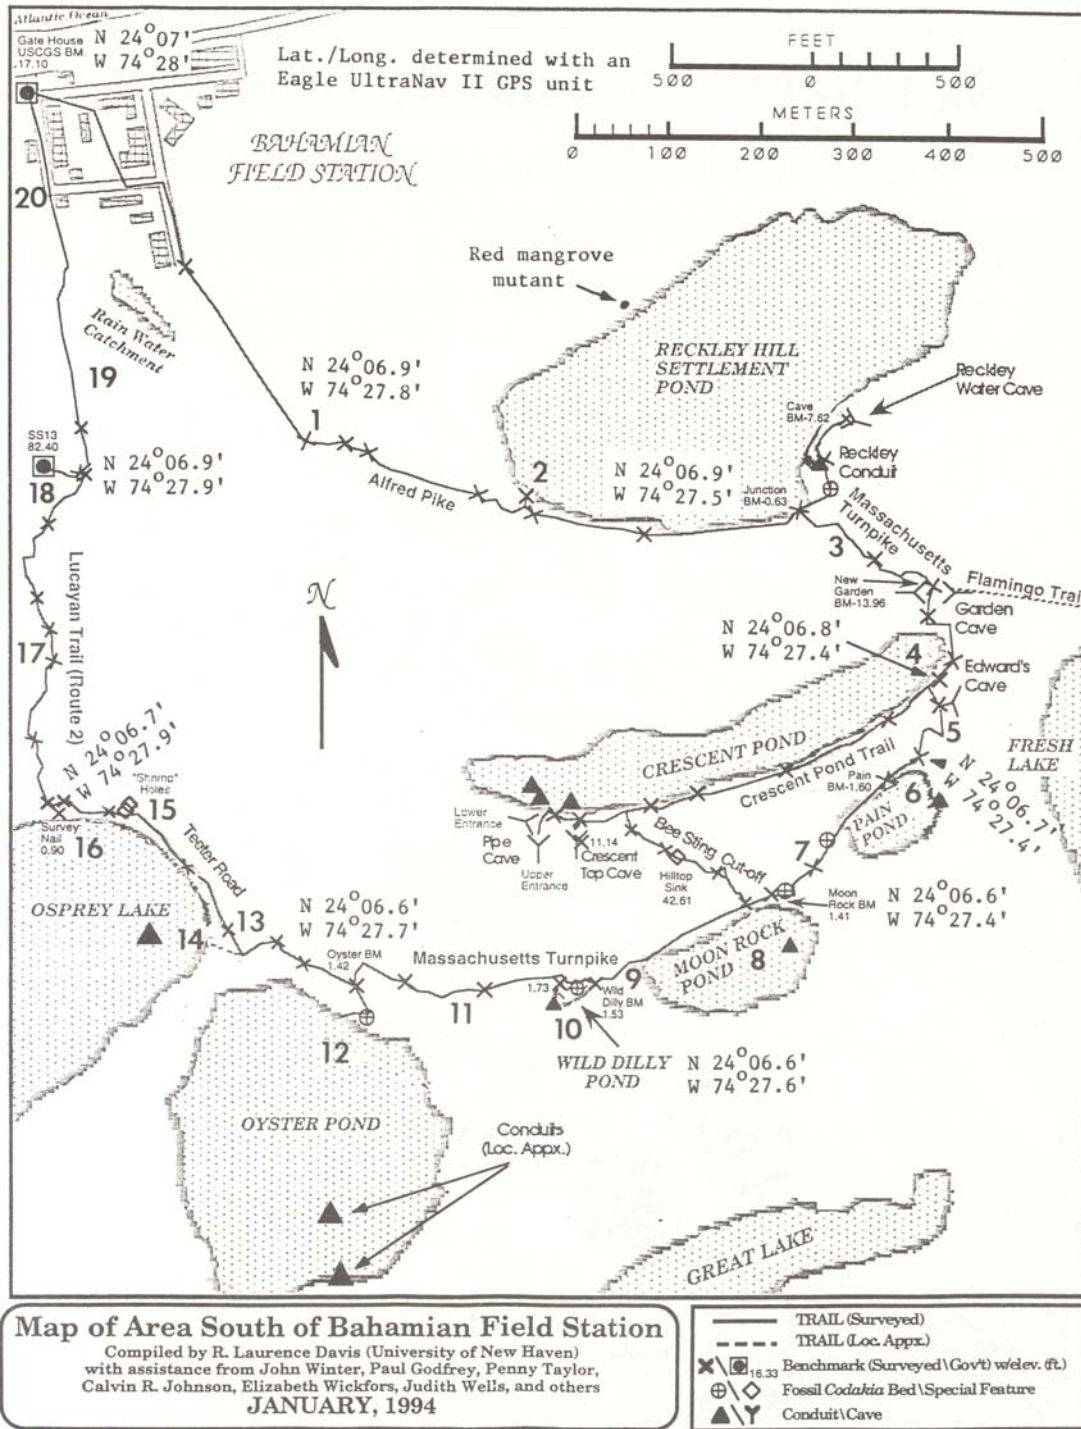 Atlantic Ocean
Gate House
USCGS BM
17.10
N 24°07'
W 74°28'
Lat./Long. determined with an
Eagle UltraNav II GPS unit
FEET
500 0 500
METERS
0 100 200 300 400 500
BAHAMIAN
FIELD STATION
20
Red mangrove
mutant
Rain Water
Catchment
19
N 24°06.9'
W 74°27.8'
1
RECKLEY HILL
SETTLEMENT
POND
Reckley
Water Cave
Cave
BM-7.62
SS13
82.40
N 24°06.9'
W 74°27.9'
18
Alfred Pike
2
N 24°06.9'
W 74°27.5'
Reckley
Conduit
Junction
BM-0.63
Massachusetts
Turnpike
3
Flamingo Trail
New
Garden
BM-13.96
Garden
Cave
Lucayan Trail (Route 2)
17
N
N 24°06.8'
W 74°27.4'
4
Edward's
Cave
5
N 24°06.7'
W 74°27.9'
CRESCENT POND
Crescent Pond Trail
FRESH
LAKE
N 24°06.7'
W 74°27.4'
Pain
BM-1.60
6
PAIN
POND
"Shrimp"
Holes
15
Survey
Nail
0.90
16
Teeter Road
Lower
Entrance
Pipe
Cave
Upper
Entrance
11.14
Crescent
Top Cave
Bee Sting Cut-off
Hilltop
Sink
42.61
7
Moon
Rock BM
1.41
N 24°06.6'
W 74°27.4'
OSPREY LAKE
14
13
N 24°06.6'
W 74°27.7'
Oyster BM
1.42
Massachusetts Turnpike
11
1.73
Wild
Dilly BM
1.53
9
MOON ROCK
POND
8
10
12
WILD DILLY
POND
N 24°06.6'
W 74°27.6'
OYSTER POND
Conduits
(Loc. Appx.)
GREAT LAKE
Map of Area South of Bahamian Field Station
Compiled by R. Laurence Davis (University of New Haven)
with assistance from John Winter, Paul Godfrey, Penny Taylor,
Calvin R. Johnson, Elizabeth Wickfors, Judith Wells, and others
JANUARY, 1994
TRAIL (Surveyed)
TRAIL (Loc. Appx.)
16.33 Benchmark (Surveyed\Gov't) w/elev. (ft.)
Fossil Codakia Bed\Special Feature
Conduit\Cave